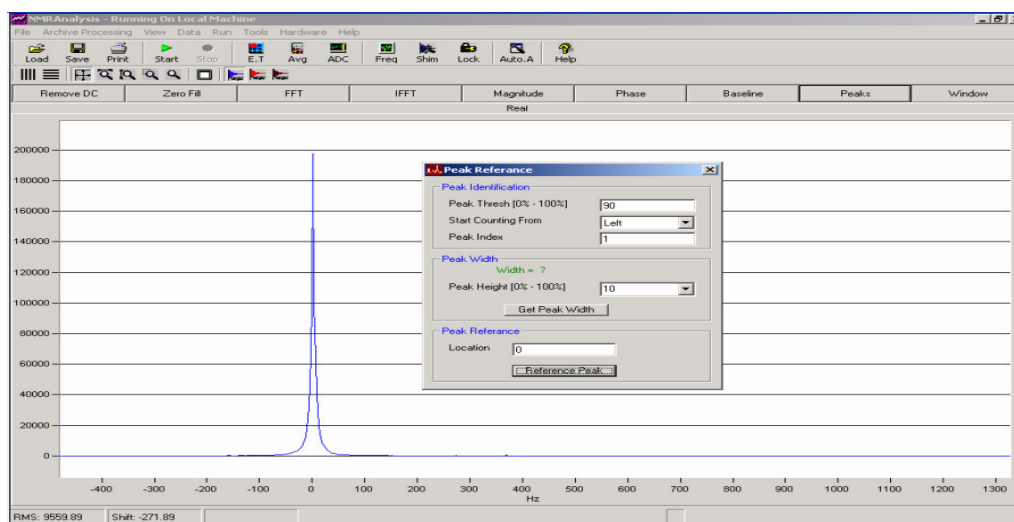 NMRAnalysis - Running On Local Machine
File Archive Processing View Data Run Tools Hardware Help
Load Save Print Start Stop E.T Avg ADC Freq Shim Lock Auto.A Help
Remove DC Zero Fill FFT IFFT Magnitude Phase Baseline Peaks Window
Real
200000
180000
160000
140000
120000
100000
80000
60000
40000
20000
0
Peak Referance
Peak Identification
Peak Thresh [0% - 100%] 90
Start Counting From Left
Peak Index 1
Peak Width
Width = ?
Peak Height [0% - 100%] 10
Get Peak Width
Peak Referance
Location 0
Reference Peak
-400 -300 -200 -100 0 100 200 300 400 500 600 700 800 900 1000 1100 1200 1300
Hz
RMS: 9559.89 Shift: -271.89